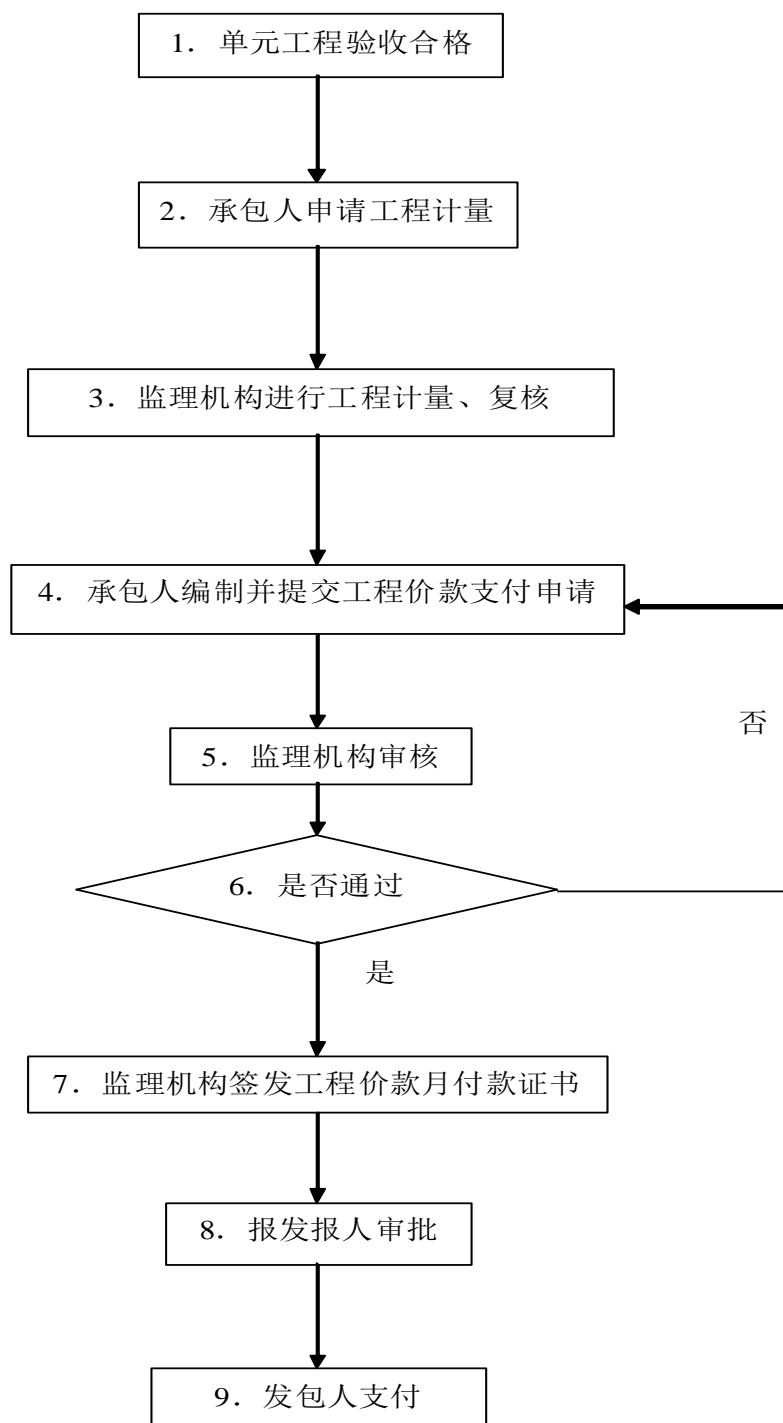 1. 单元工程验收合格
2. 承包人申请工程计量
3. 监理机构进行工程计量、复核
4. 承包人编制并提交工程价款支付申请
否
5. 监理机构审核
6. 是否通过
是
7. 监理机构签发工程价款月付款证书
8. 报发报人审批
9. 发包人支付